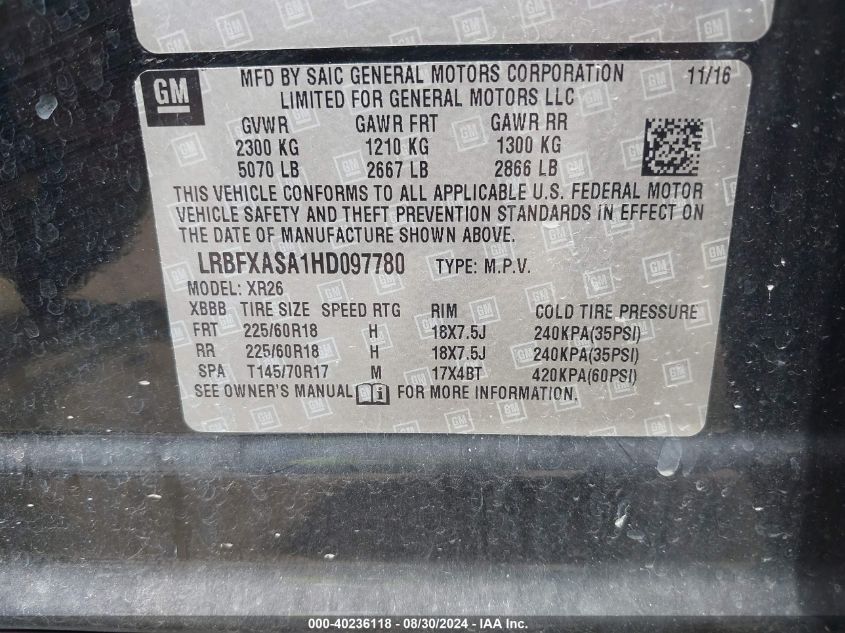 GM
MFD BY SAIC GENERAL MOTORS CORPORATION 11/16
LIMITED FOR GENERAL MOTORS LLC
GVWR GAWR FRT GAWR RR
2300 KG 1210 KG 1300 KG
5070 LB 2667 LB 2866 LB
THIS VEHICLE CONFORMS TO ALL APPLICABLE U.S. FEDERAL MOTOR
VEHICLE SAFETY AND THEFT PREVENTION STANDARDS IN EFFECT ON
THE DATE OF MANUFACTURE SHOWN ABOVE.
LRBFXASA1HD097780 TYPE: M.P.V.
MODEL: XR26
XBBB TIRE SIZE SPEED RTG RIM COLD TIRE PRESSURE
FRT 225/60R18 H 18X7.5J 240KPA(35PSI)
RR 225/60R18 H 18X7.5J 240KPA(35PSI)
SPA T145/70R17 M 17X4BT 420KPA(60PSI)
SEE OWNER'S MANUAL FOR MORE INFORMATION.
000-40236118 - 08/30/2024 - IAA Inc.